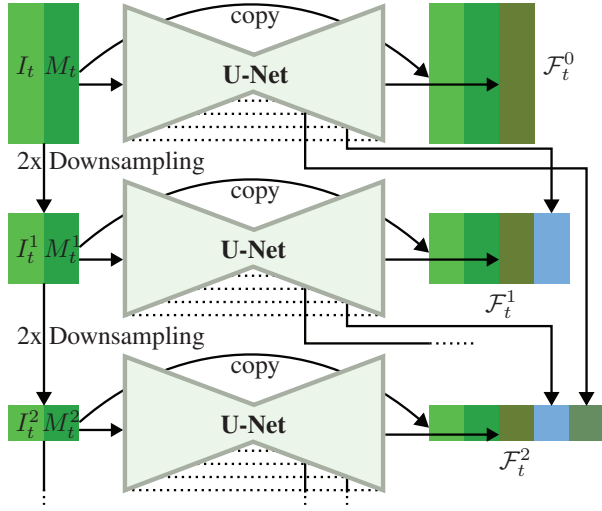 copy
I_t M_t
U-Net
F_t^0
2x Downsampling
copy
I_t^1 M_t^1
U-Net
F_t^1
2x Downsampling
copy
I_t^2 M_t^2
U-Net
F_t^2